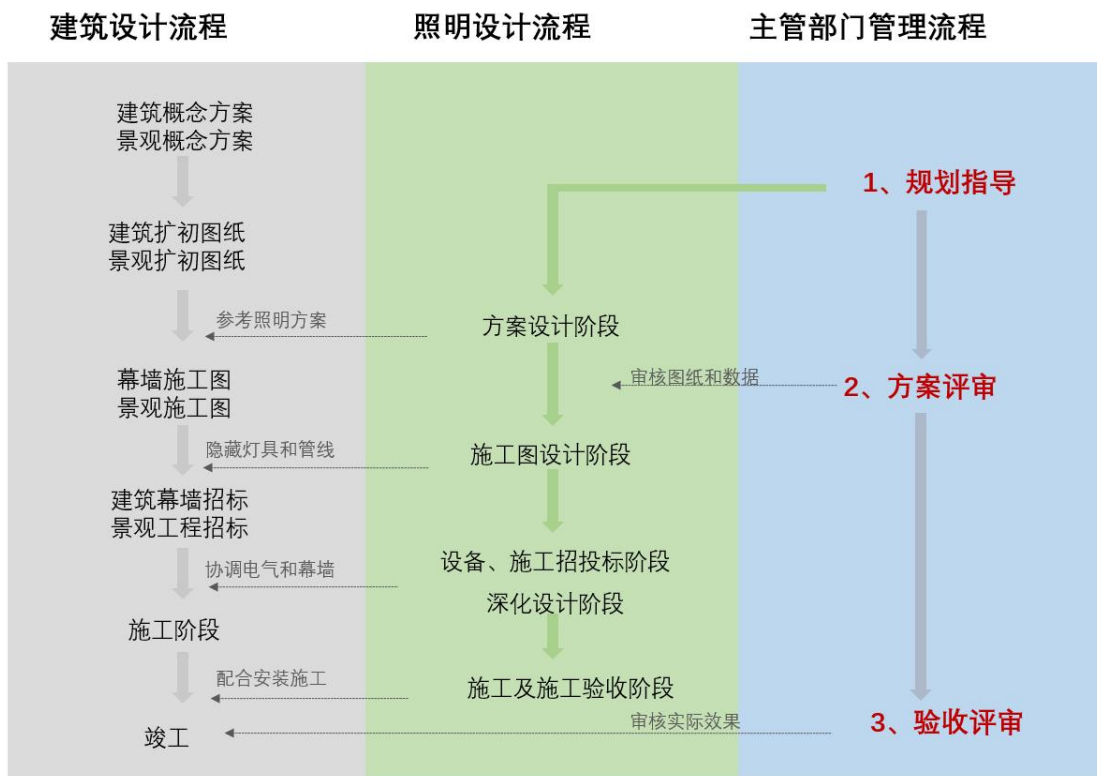 建筑设计流程
照明设计流程
主管部门管理流程
建筑概念方案
景观概念方案
建筑扩初图纸
景观扩初图纸
幕墙施工图
景观施工图
建筑幕墙招标
景观工程招标
施工阶段
竣工
参考照明方案
隐藏灯具和管线
协调电气和幕墙
配合安装施工
方案设计阶段
施工图设计阶段
设备、施工招投标阶段
深化设计阶段
施工及施工验收阶段
审核图纸和数据
审核实际效果
1、规划指导
2、方案评审
3、验收评审